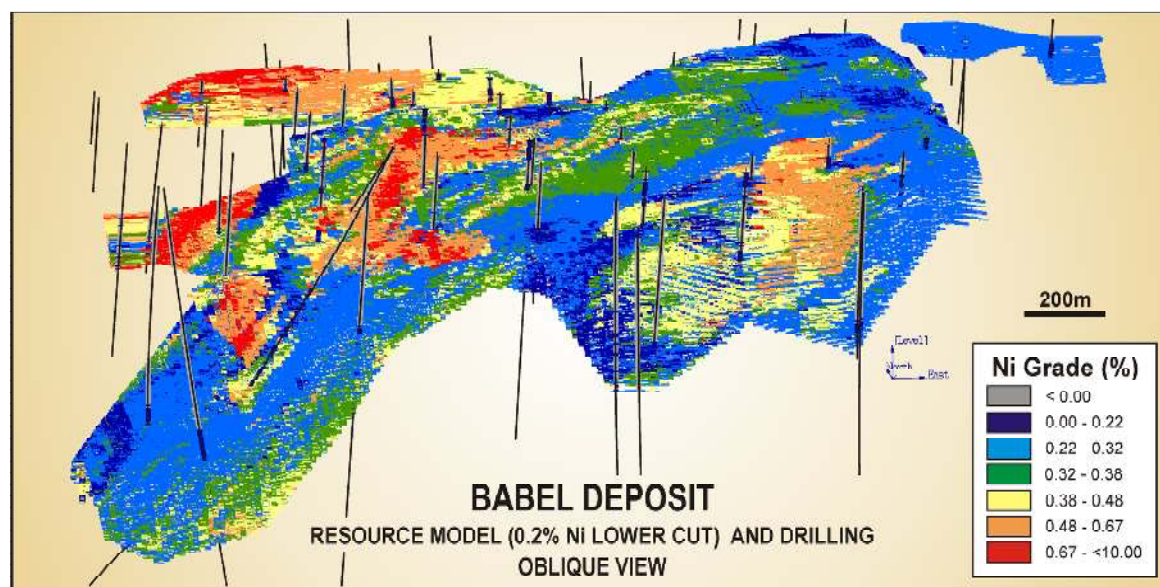 200m
[Level]
North
East
Ni Grade (%)
< 0.00
0.00 - 0.22
0.22 0.32
0.32 - 0.38
0.38 - 0.48
0.48 - 0.67
0.67 - <10.00
BABEL DEPOSIT
RESOURCE MODEL (0.2% Ni LOWER CUT) AND DRILLING
OBLIQUE VIEW